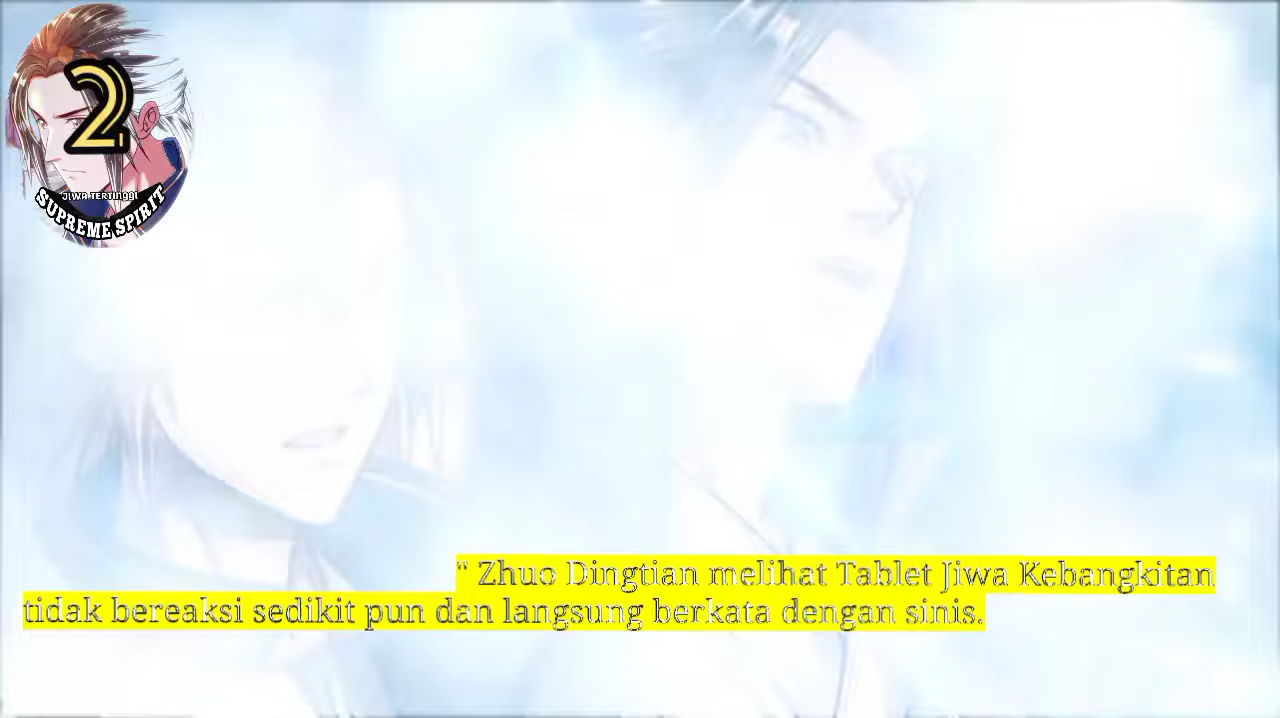 2
JIWA TERTINGGI
SUPREME SPIRIT
" Zhuo Dingtian melihat Tablet Jiwa Kebangkitan
tidak bereaksi sedikit pun dan langsung berkata dengan sinis.